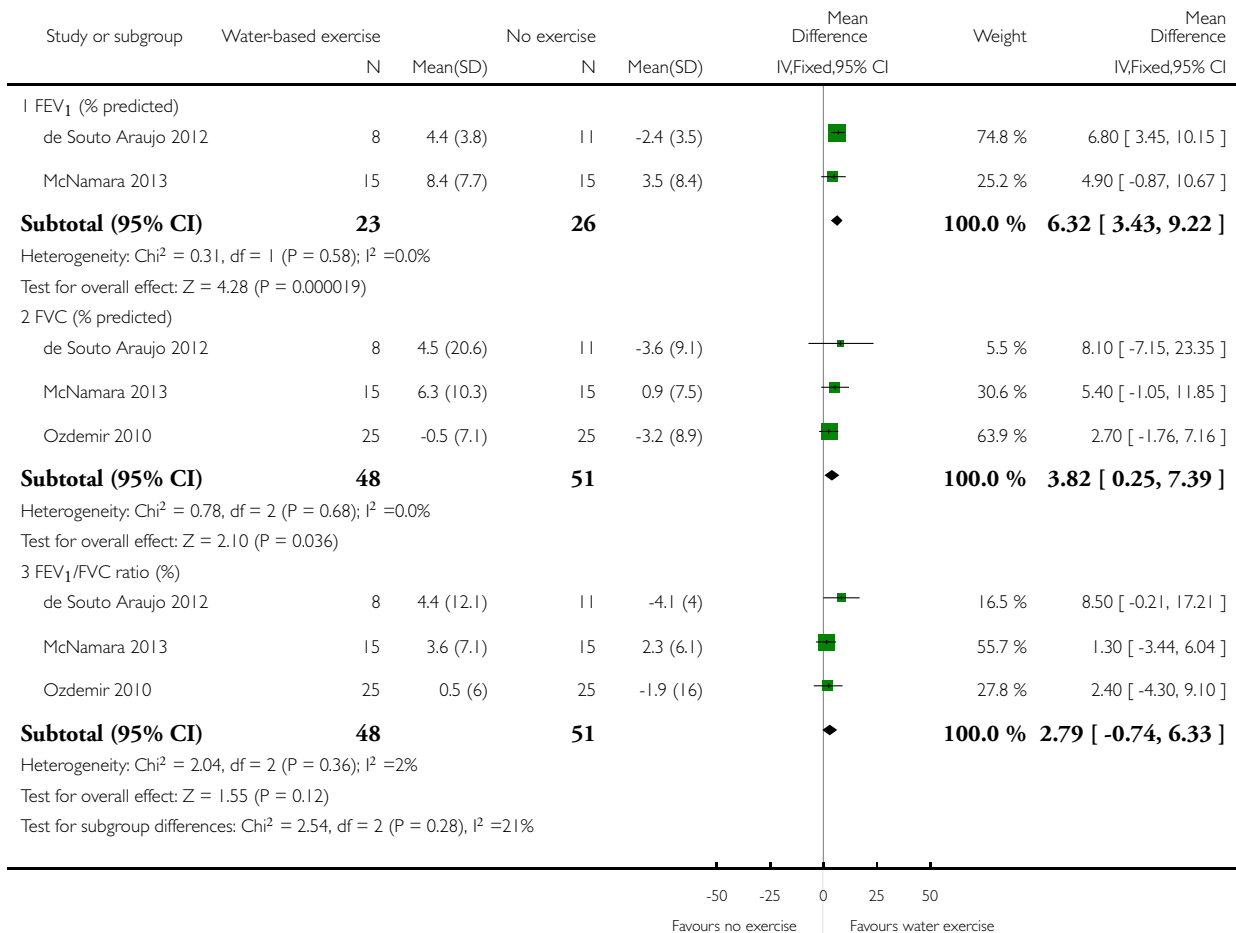 Study or subgroup Water-based exercise No exercise Mean Difference Weight Mean Difference
N Mean(SD) N Mean(SD) IV,Fixed,95% CI IV,Fixed,95% CI
1 FEV1 (% predicted)
de Souto Araujo 2012 8 4.4 (3.8) 11 -2.4 (3.5) 74.8 % 6.80 [ 3.45, 10.15 ]
McNamara 2013 15 8.4 (7.7) 15 3.5 (8.4) 25.2 % 4.90 [ -0.87, 10.67 ]
Subtotal (95% CI) 23 26 100.0 % 6.32 [ 3.43, 9.22 ]
Heterogeneity: Chi² = 0.31, df = 1 (P = 0.58); I² =0.0%
Test for overall effect: Z = 4.28 (P = 0.000019)
2 FVC (% predicted)
de Souto Araujo 2012 8 4.5 (20.6) 11 -3.6 (9.1) 5.5 % 8.10 [ -7.15, 23.35 ]
McNamara 2013 15 6.3 (10.3) 15 0.9 (7.5) 30.6 % 5.40 [ -1.05, 11.85 ]
Ozdemir 2010 25 -0.5 (7.1) 25 -3.2 (8.9) 63.9 % 2.70 [ -1.76, 7.16 ]
Subtotal (95% CI) 48 51 100.0 % 3.82 [ 0.25, 7.39 ]
Heterogeneity: Chi² = 0.78, df = 2 (P = 0.68); I² =0.0%
Test for overall effect: Z = 2.10 (P = 0.036)
3 FEV1/FVC ratio (%)
de Souto Araujo 2012 8 4.4 (12.1) 11 -4.1 (4) 16.5 % 8.50 [ -0.21, 17.21 ]
McNamara 2013 15 3.6 (7.1) 15 2.3 (6.1) 55.7 % 1.30 [ -3.44, 6.04 ]
Ozdemir 2010 25 0.5 (6) 25 -1.9 (16) 27.8 % 2.40 [ -4.30, 9.10 ]
Subtotal (95% CI) 48 51 100.0 % 2.79 [ -0.74, 6.33 ]
Heterogeneity: Chi² = 2.04, df = 2 (P = 0.36); I² =2%
Test for overall effect: Z = 1.55 (P = 0.12)
Test for subgroup differences: Chi² = 2.54, df = 2 (P = 0.28), I² =21%
-50 -25 0 25 50
Favours no exercise Favours water exercise